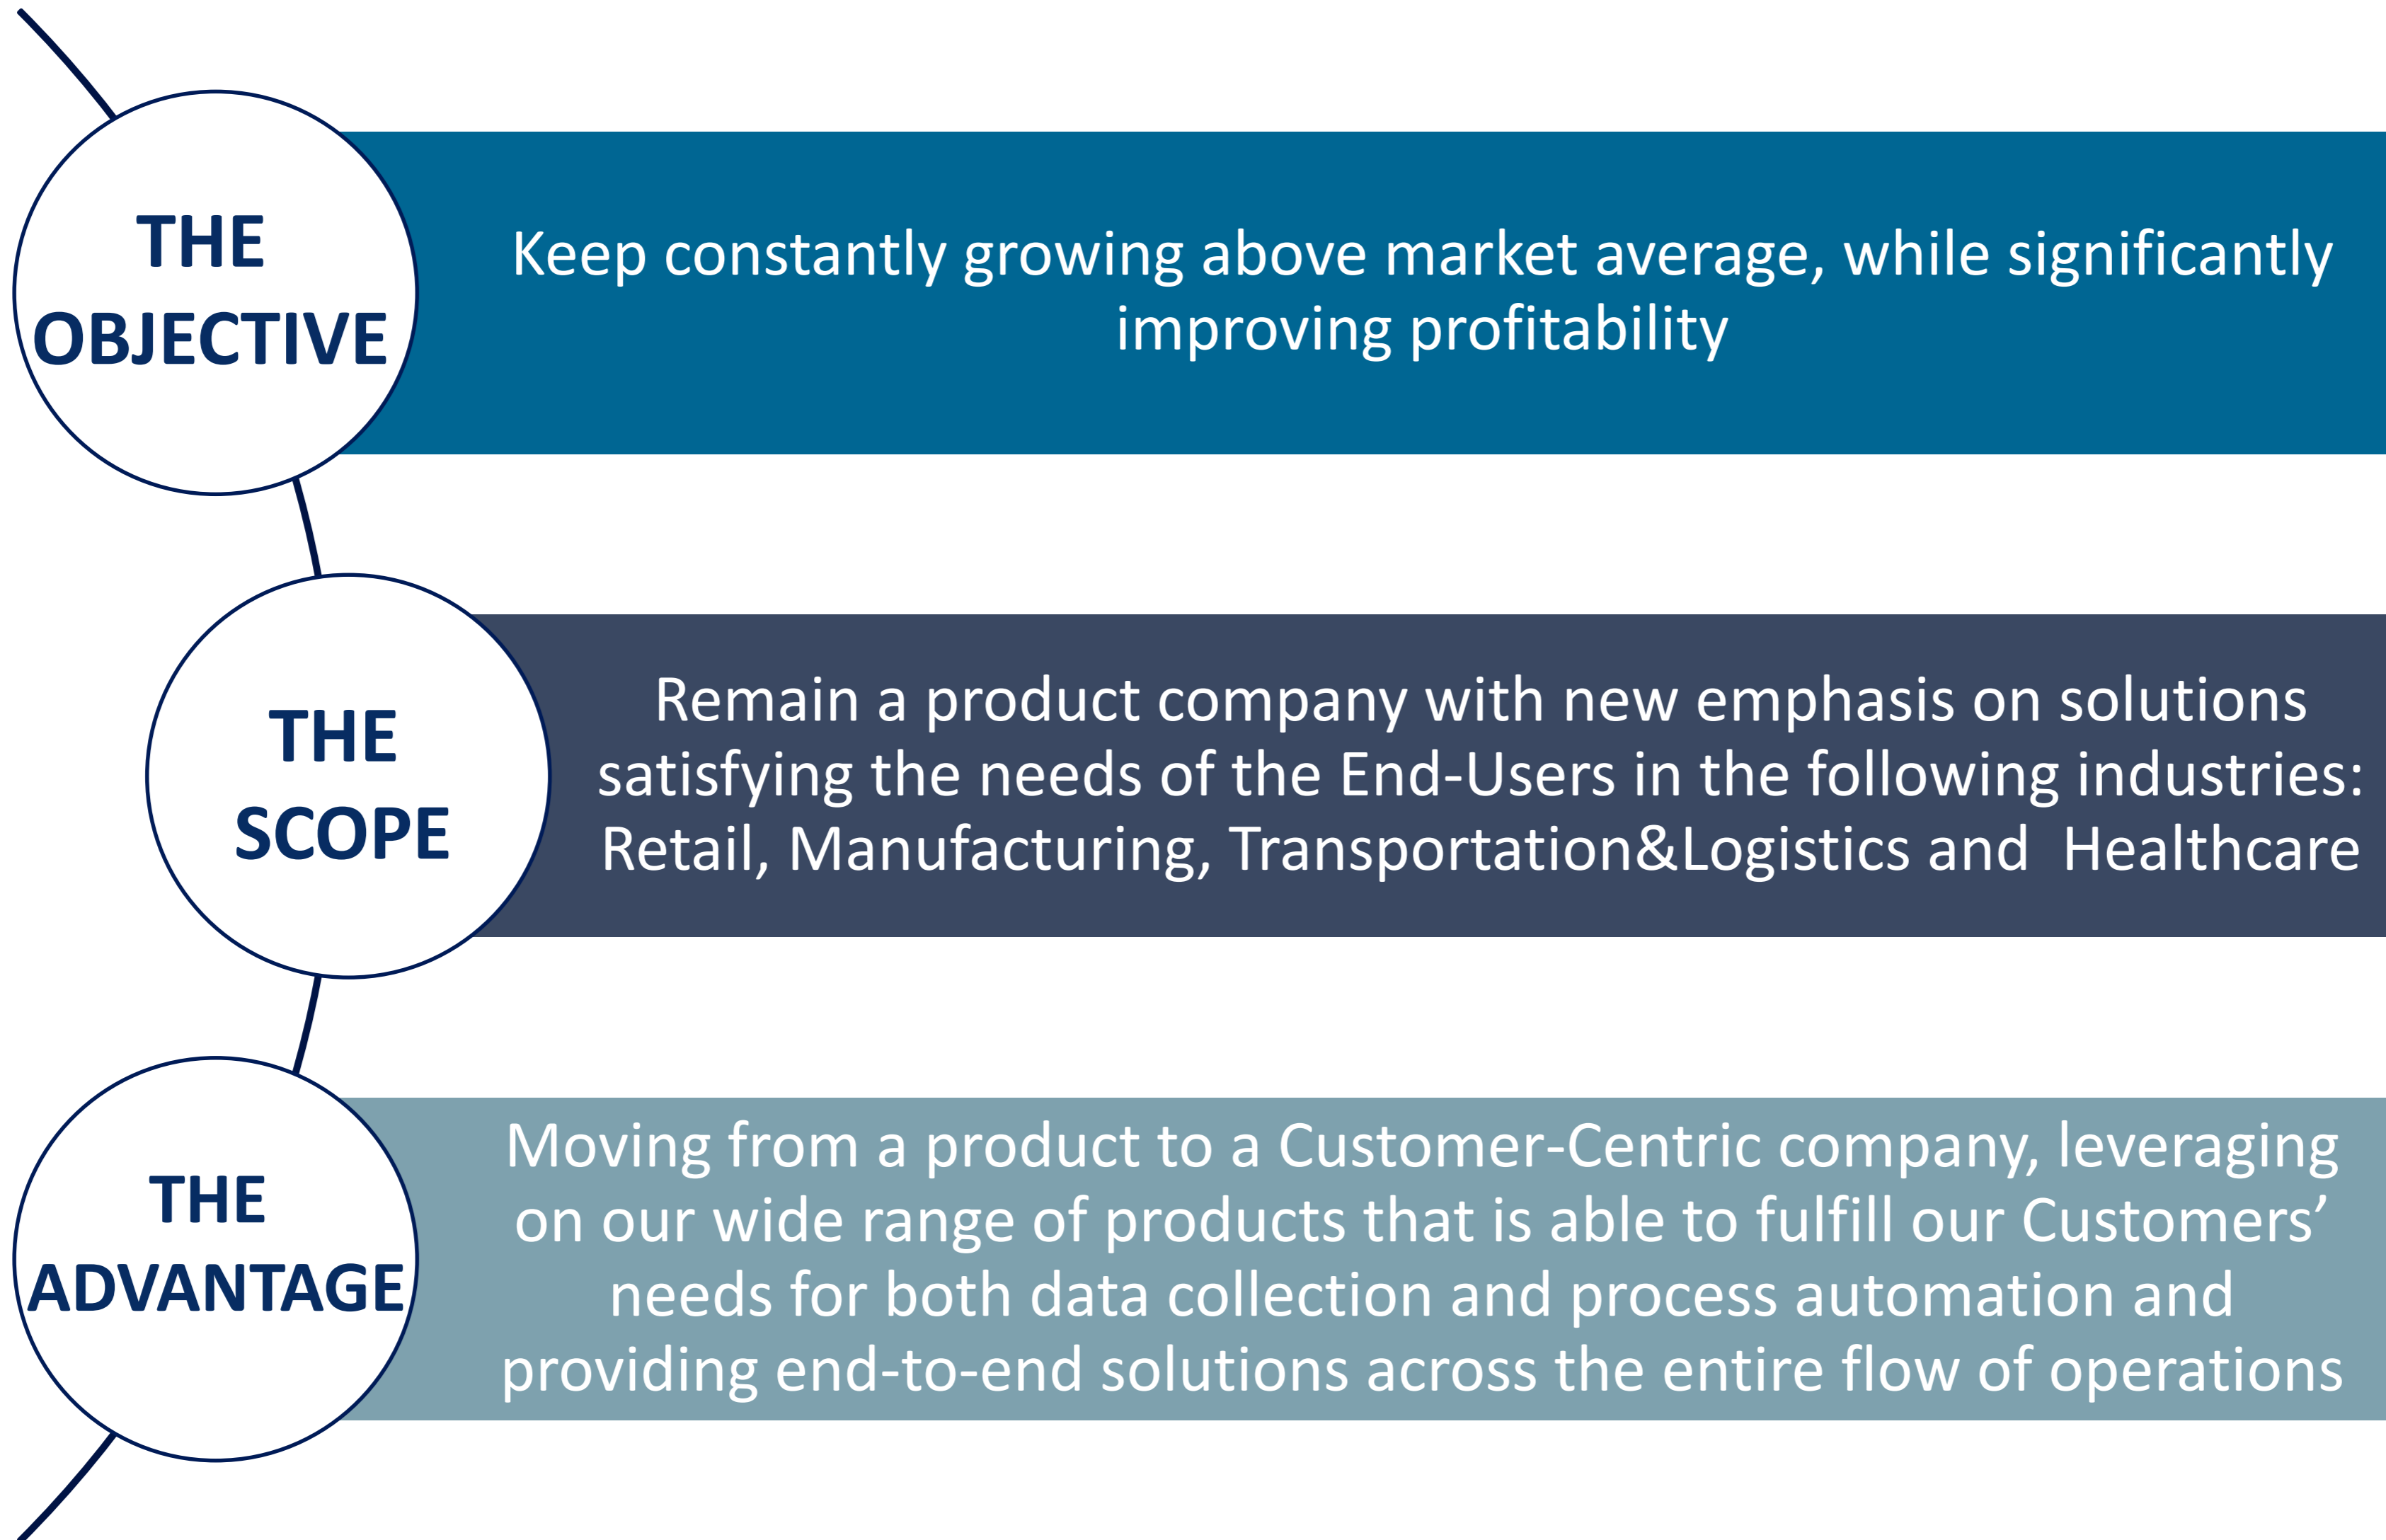 THE
OBJECTIVE
Keep constantly growing above market average, while significantly
improving profitability
THE
SCOPE
Remain a product company with new emphasis on solutions
satisfying the needs of the End-Users in the following industries:
Retail, Manufacturing, Transportation&Logistics and  Healthcare
THE
ADVANTAGE
Moving from a product to a Customer-Centric company, leveraging
on our wide range of products that is able to fulfill our Customers’
needs for both data collection and process automation and
providing end-to-end solutions across the entire flow of operations